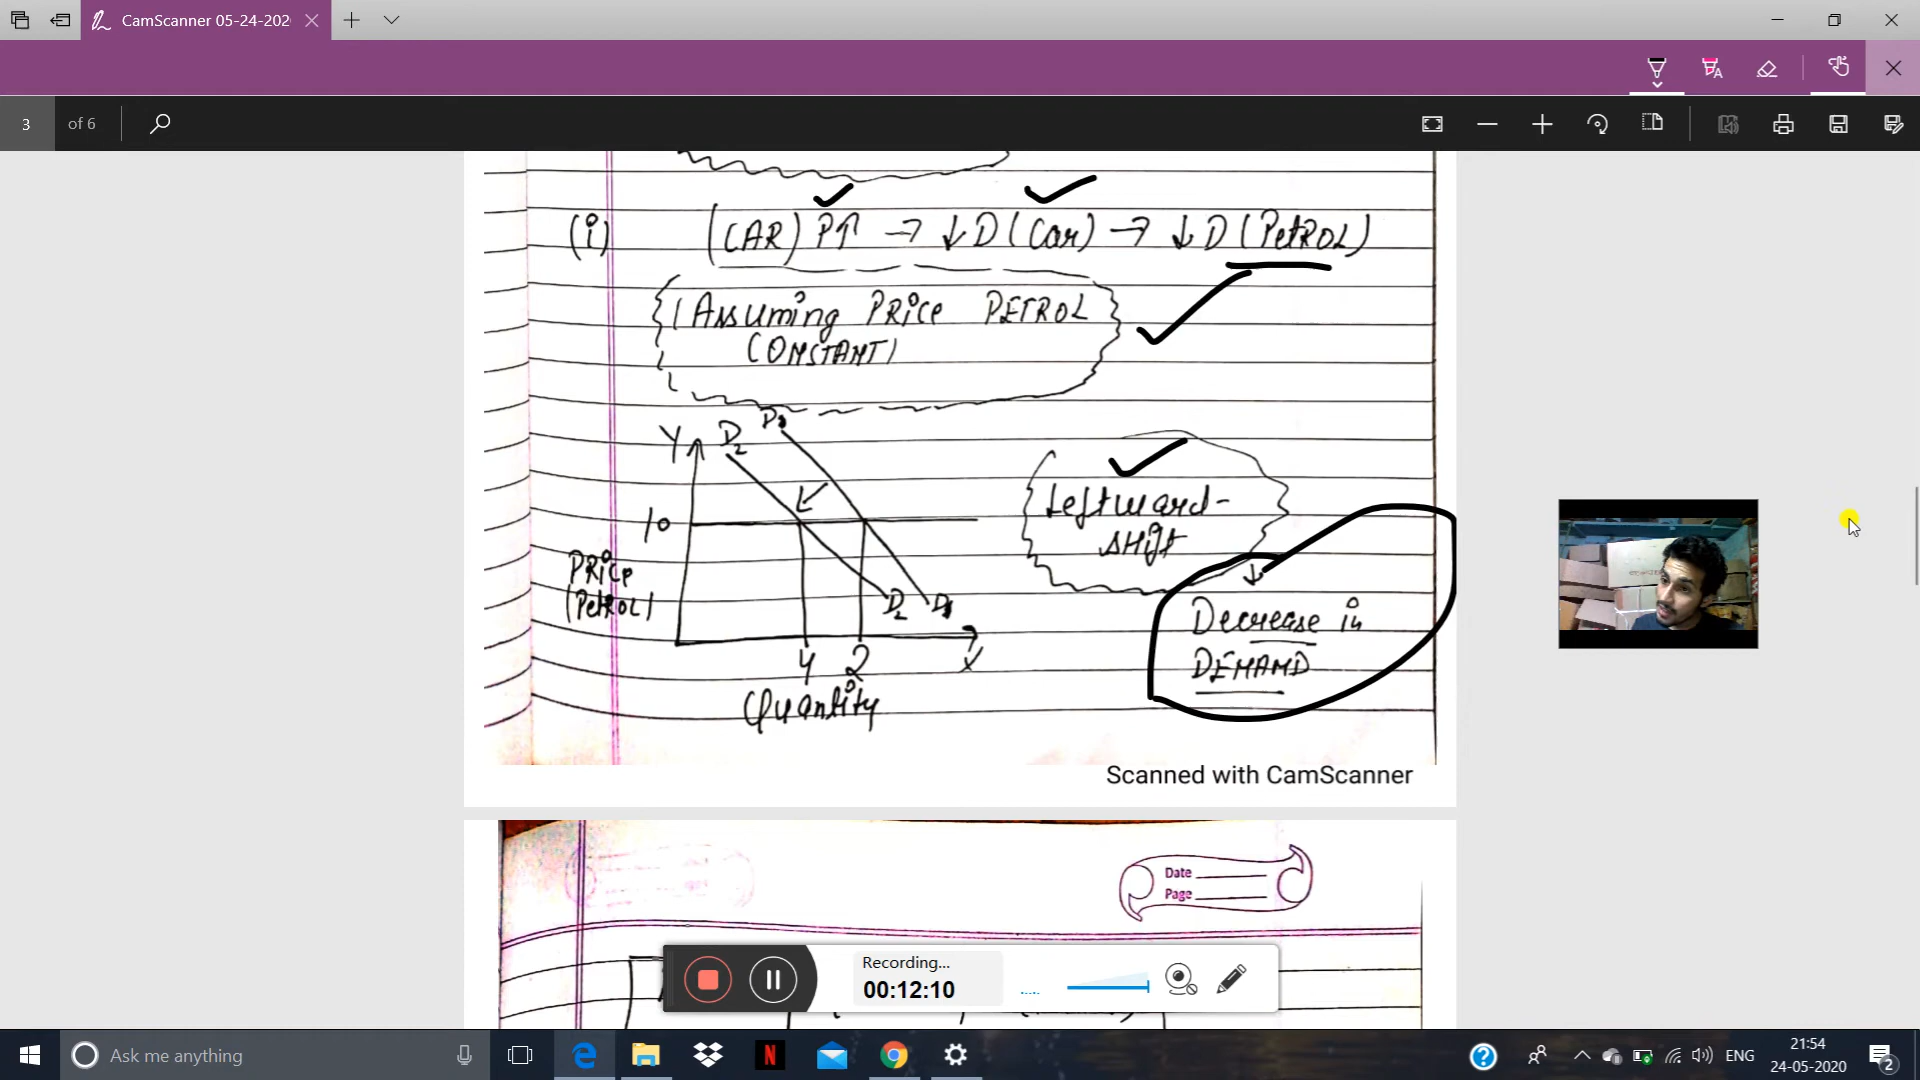 CamScanner 05-24-202
3 of 6
(i) (CAR) P↑ → ↓ D (Car) → ↓ D (PetROL)
(Assuming PRice PETROL
CONSTANT)
Y D2
10
PRice
(PetROL)
D2
4 2 X
Quantity
Leftward-
shift
↓
Decrease in
DEMAND
Scanned with CamScanner
Date
Page
Recording...
00:12:10
Ask me anything
N
ENG
21:54
24-05-2020
2